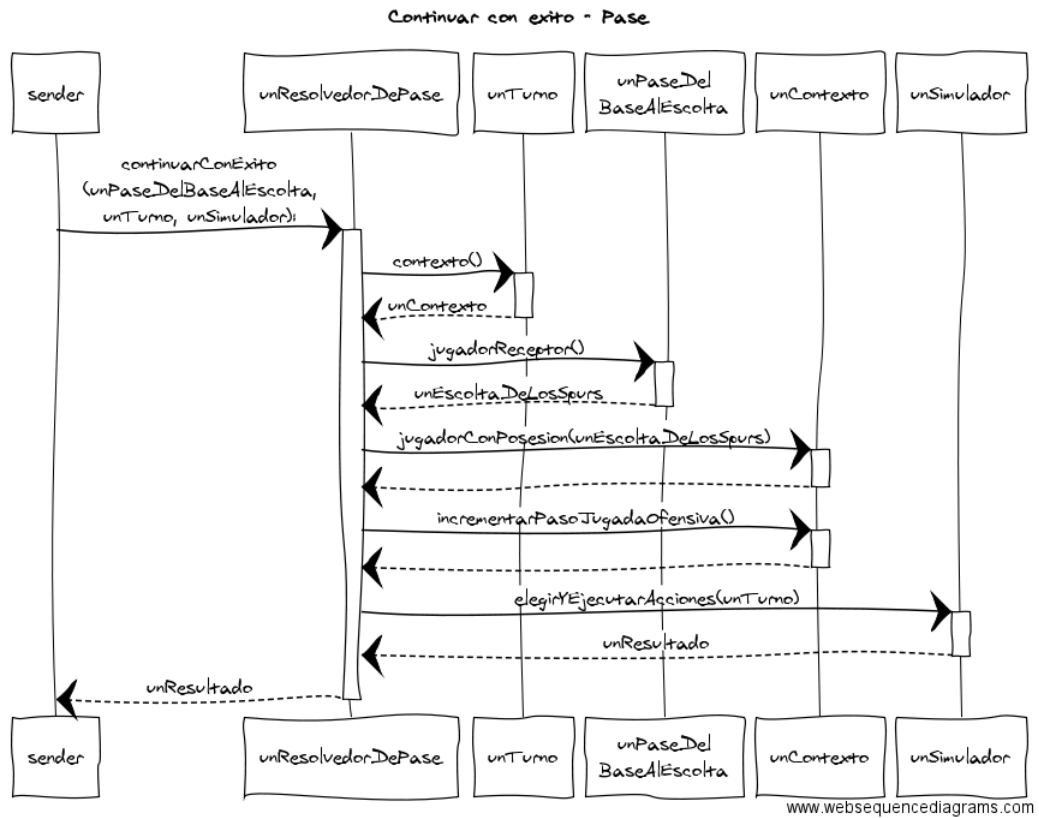 Continuar con exito - Pase
sender
unResolvedorDePase
unTurno
unPaseDel
BaseAlEscolta
unContexto
unSimulador
continuarConExito
(unPaseDelBaseAlEscolta,
unTurno, unSimulador):
contexto()
unContexto
jugadorReceptor()
unEscoltaDeLosSpurs
jugadorConPosesion(unEscoltaDeLosSpurs)
incrementarPasoJugadaOfensiva()
elegirYEjecutarAcciones(unTurno)
unResultado
unResultado
sender
unResolvedorDePase
unTurno
unPaseDel
BaseAlEscolta
unContexto
unSimulador
www.websequencediagrams.com